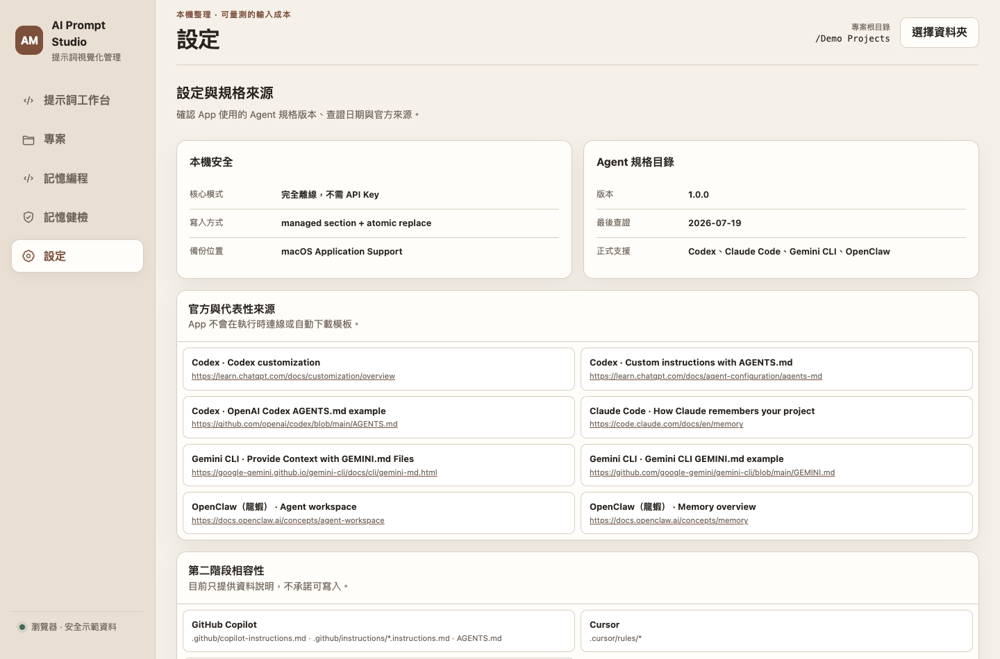 AM
AI Prompt
Studio
提示詞視覺化管理
提示詞工作台
專案
記憶編程
記憶健檢
設定
瀏覽器 · 安全示範資料
本機整理 · 可量測的輸入成本
設定
專案根目錄
/Demo Projects
選擇資料夾
設定與規格來源
確認 App 使用的 Agent 規格版本、查證日期與官方來源。
本機安全
核心模式 完全離線，不需 API Key
寫入方式 managed section + atomic replace
備份位置 macOS Application Support
Agent 規格目錄
版本 1.0.0
最後查證 2026-07-19
正式支援 Codex、Claude Code、Gemini CLI、OpenClaw
官方與代表性來源
App 不會在執行時連線或自動下載模板。
Codex · Codex customization
https://learn.chatgpt.com/docs/customization/overview
Codex · Custom instructions with AGENTS.md
https://learn.chatgpt.com/docs/agent-configuration/agents-md
Codex · OpenAI Codex AGENTS.md example
https://github.com/openai/codex/blob/main/AGENTS.md
Claude Code · How Claude remembers your project
https://code.claude.com/docs/en/memory
Gemini CLI · Provide Context with GEMINI.md Files
https://google-gemini.github.io/gemini-cli/docs/cli/gemini-md.html
Gemini CLI · Gemini CLI GEMINI.md example
https://github.com/google-gemini/gemini-cli/blob/main/GEMINI.md
OpenClaw（龍蝦） · Agent workspace
https://docs.openclaw.ai/concepts/agent-workspace
OpenClaw（龍蝦） · Memory overview
https://docs.openclaw.ai/concepts/memory
第二階段相容性
目前只提供資料說明，不承諾可寫入。
GitHub Copilot
.github/copilot-instructions.md · .github/instructions/*.instructions.md · AGENTS.md
Cursor
.cursor/rules/*